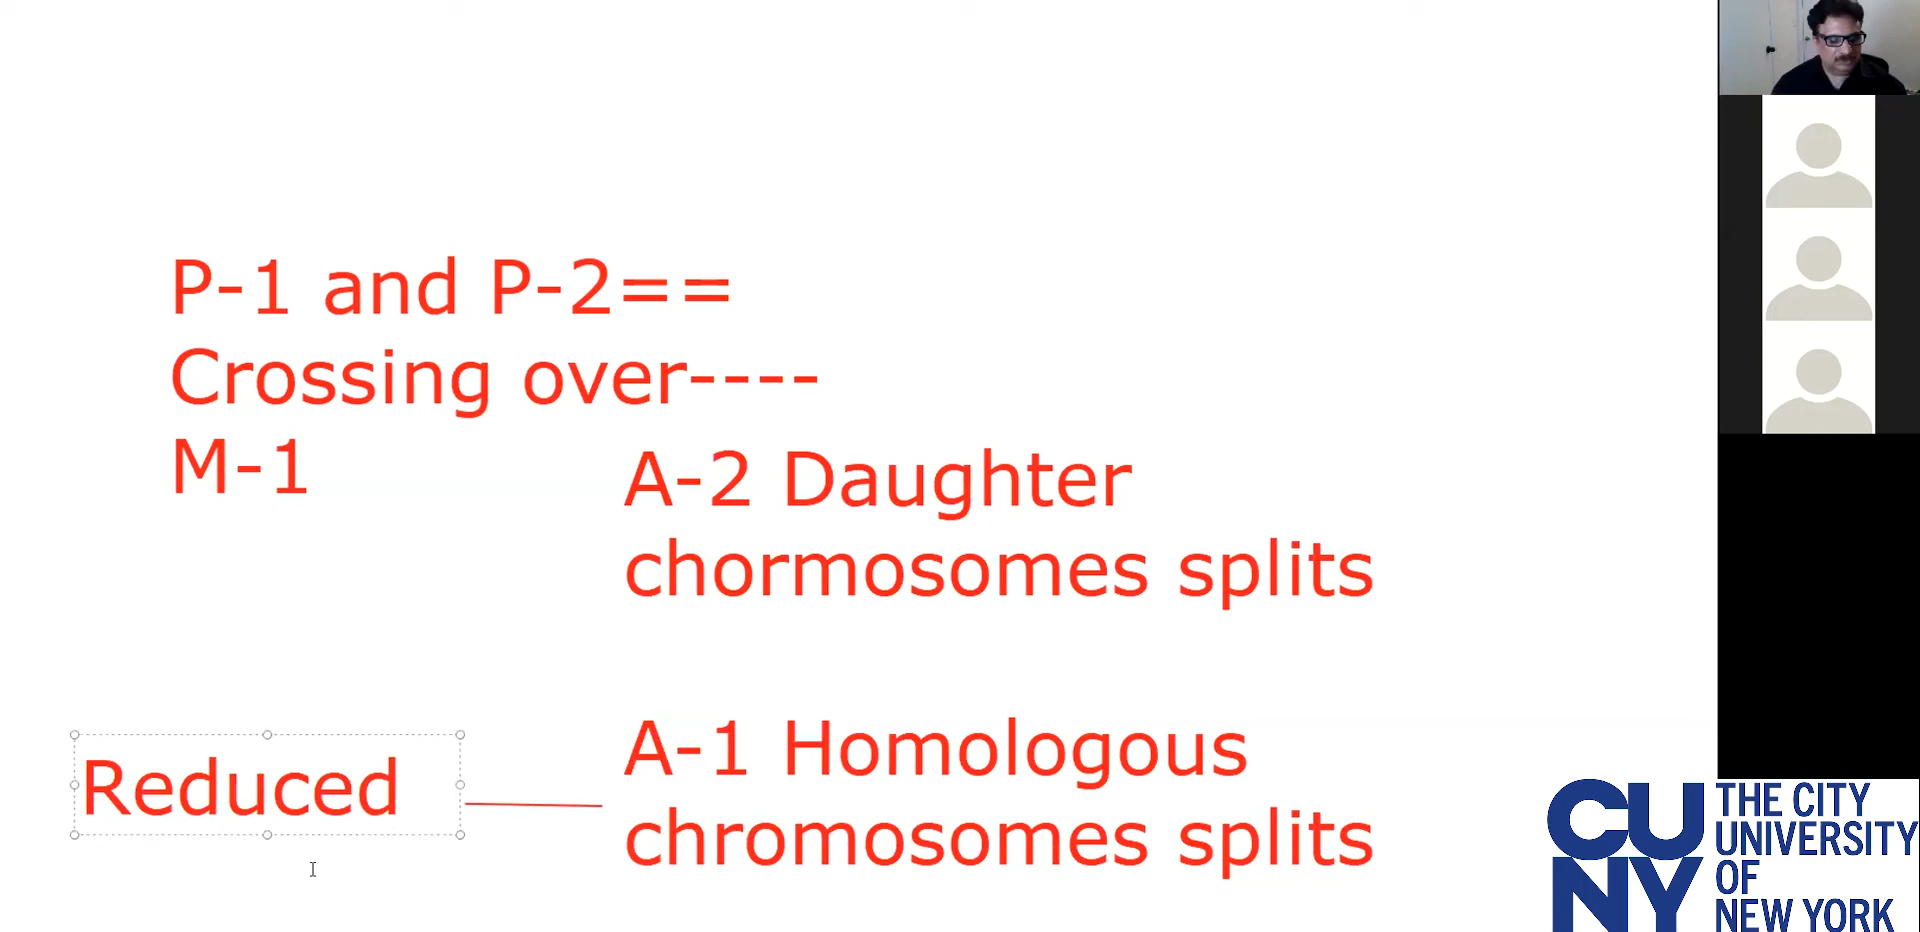 P-1 and P-2==
Crossing over----
M-1
A-2 Daughter
chormosomes splits
Reduced
A-1 Homologous
chromosomes splits
CU
NY
THE CITY
UNIVERSITY
OF
NEW YORK